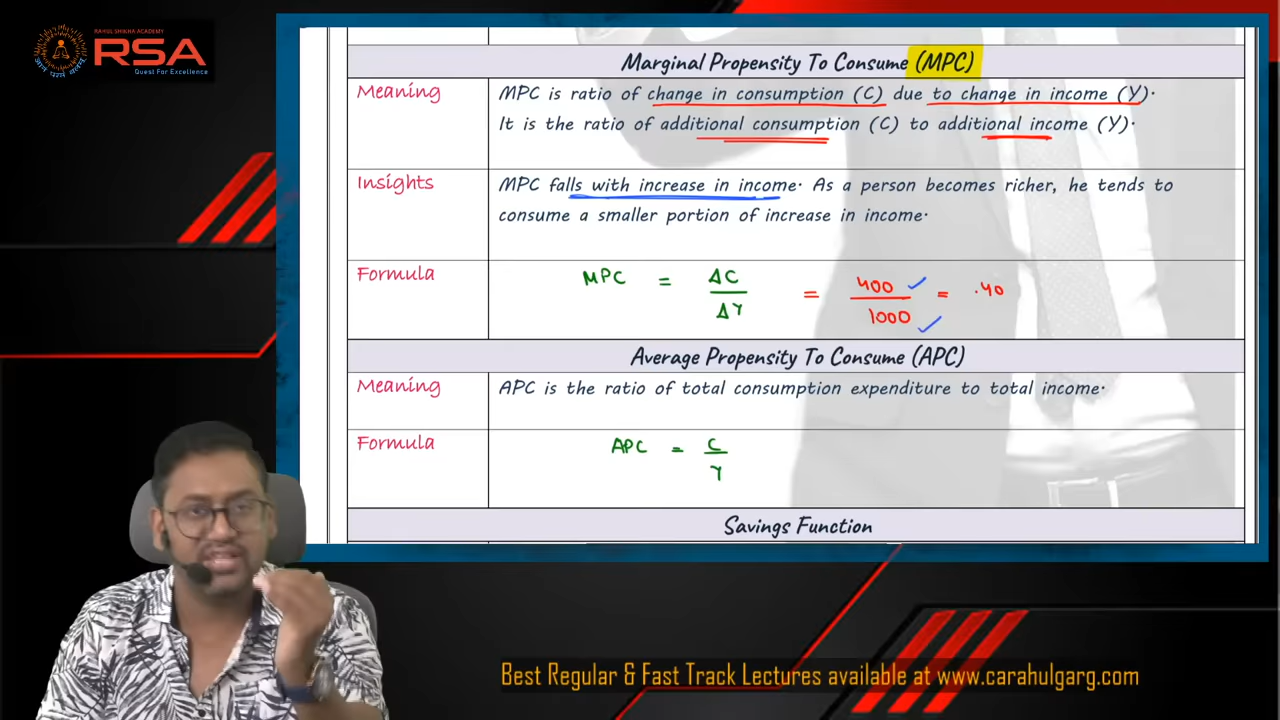 RAHUL SHIKHA ACADEMY
RSA
Quest For Excellence
Marginal Propensity To Consume (MPC)
Meaning
MPC is ratio of change in consumption (C) due to change in income (Y).
It is the ratio of additional consumption (C) to additional income (Y).
Insights
MPC falls with increase in income. As a person becomes richer, he tends to
consume a smaller portion of increase in income.
Formula
MPC = ΔC / ΔY = 400 / 1000 = .40
Average Propensity To Consume (APC)
Meaning
APC is the ratio of total consumption expenditure to total income.
Formula
APC = C / Y
Savings Function
Best Regular & Fast Track Lectures available at www.carahulgarg.com